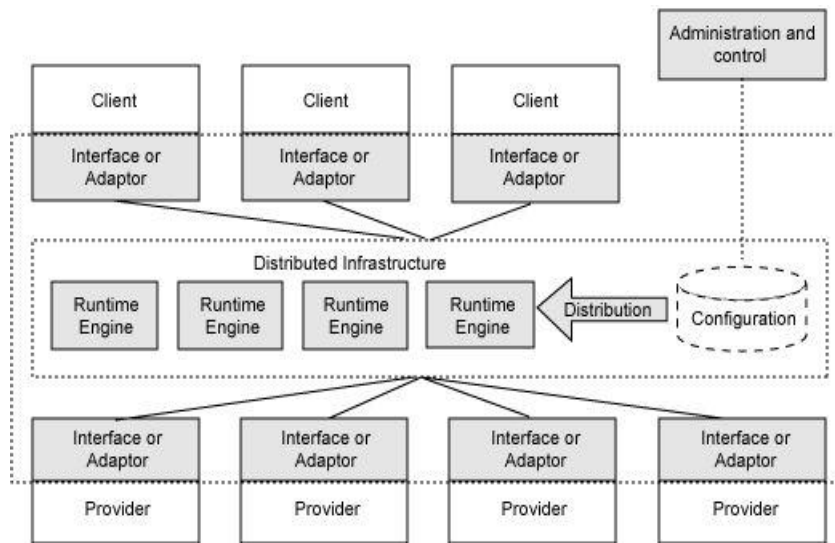 Administration and
control
Client
Client
Client
Interface or
Adaptor
Interface or
Adaptor
Interface or
Adaptor
Distributed Infrastructure
Runtime
Engine
Runtime
Engine
Runtime
Engine
Runtime
Engine
Distribution
Configuration
Interface or
Adaptor
Interface or
Adaptor
Interface or
Adaptor
Interface or
Adaptor
Provider
Provider
Provider
Provider